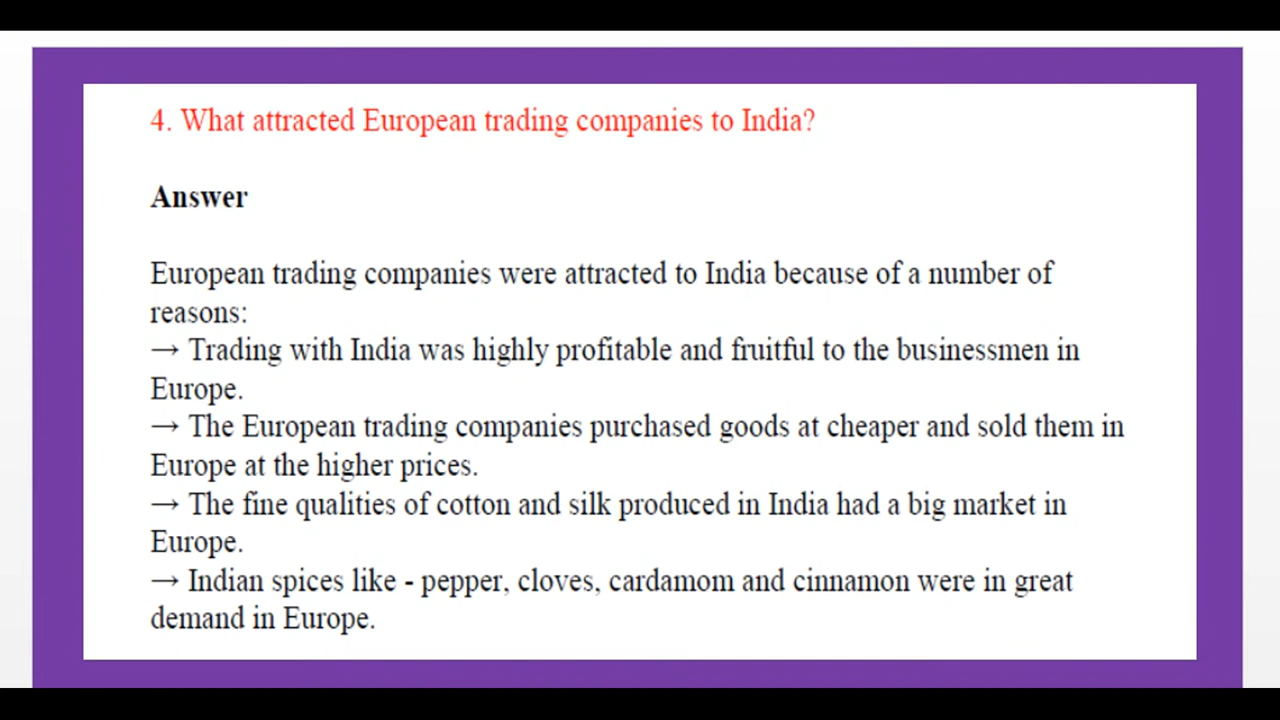 4. What attracted European trading companies to India?
Answer
European trading companies were attracted to India because of a number of
reasons:
→ Trading with India was highly profitable and fruitful to the businessmen in
Europe.
→ The European trading companies purchased goods at cheaper and sold them in
Europe at the higher prices.
→ The fine qualities of cotton and silk produced in India had a big market in
Europe.
→ Indian spices like - pepper, cloves, cardamom and cinnamon were in great
demand in Europe.